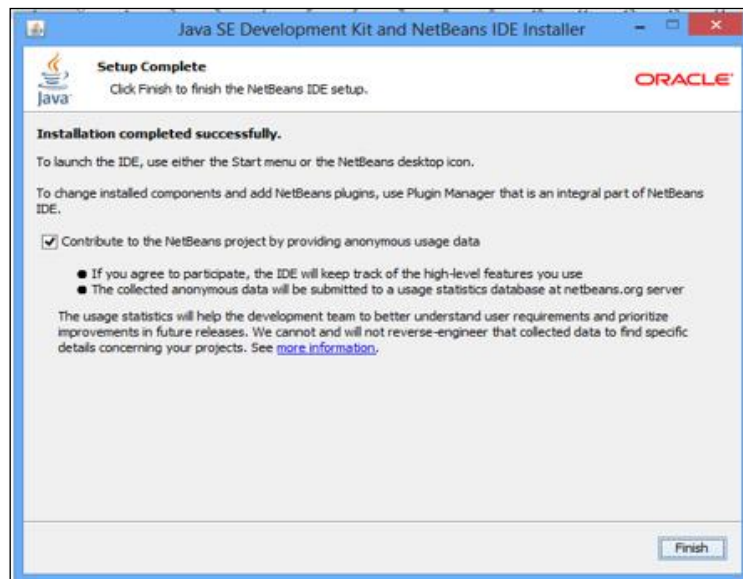 Java SE Development Kit and NetBeans IDE Installer
Java
Setup Complete
Click Finish to finish the NetBeans IDE setup.
ORACLE
Installation completed successfully.
To launch the IDE, use either the Start menu or the NetBeans desktop icon.
To change installed components and add NetBeans plugins, use Plugin Manager that is an integral part of NetBeans
IDE.
Contribute to the NetBeans project by providing anonymous usage data
● If you agree to participate, the IDE will keep track of the high-level features you use
● The collected anonymous data will be submitted to a usage statistics database at netbeans.org server
The usage statistics will help the development team to better understand user requirements and prioritize
improvements in future releases. We cannot and will not reverse-engineer that collected data to find specific
details concerning your projects. See more information.
Finish